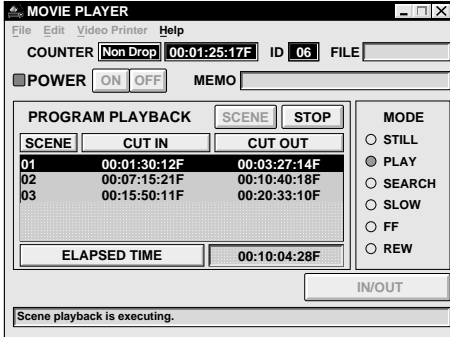 MOVIE PLAYER
File Edit Video Printer Help
COUNTER Non Drop 00:01:25:17F ID 06 FILE
POWER ON OFF MEMO
PROGRAM PLAYBACK SCENE STOP
SCENE CUT IN CUT OUT
01 00:01:30:12F 00:03:27:14F
02 00:07:15:21F 00:10:40:18F
03 00:15:50:11F 00:20:33:10F
ELAPSED TIME 00:10:04:28F
MODE
STILL
PLAY
SEARCH
SLOW
FF
REW
IN/OUT
Scene playback is executing.